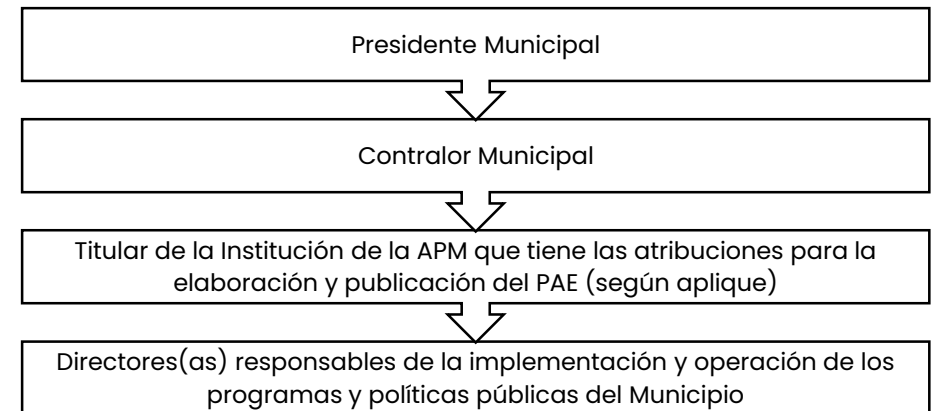 Presidente Municipal
Contralor Municipal
Titular de la Institución de la APM que tiene las atribuciones para la
elaboración y publicación del PAE (según aplique)
Directores(as) responsables de la implementación y operación de los
programas y políticas públicas del Municipio